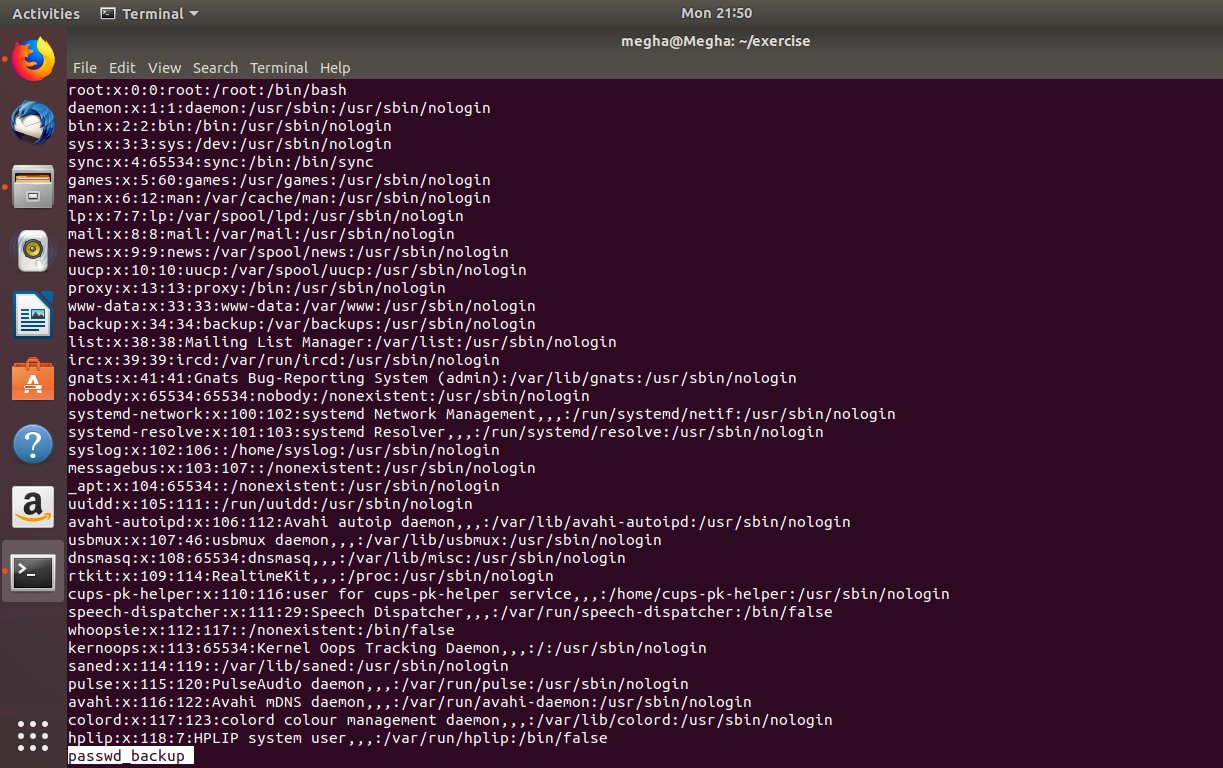 Activities Terminal Mon 21:50
megha@Megha: ~/exercise
File Edit View Search Terminal Help
root:x:0:0:root:/root:/bin/bash
daemon:x:1:1:daemon:/usr/sbin:/usr/sbin/nologin
bin:x:2:2:bin:/bin:/usr/sbin/nologin
sys:x:3:3:sys:/dev:/usr/sbin/nologin
sync:x:4:65534:sync:/bin:/bin/sync
games:x:5:60:games:/usr/games:/usr/sbin/nologin
man:x:6:12:man:/var/cache/man:/usr/sbin/nologin
lp:x:7:7:lp:/var/spool/lpd:/usr/sbin/nologin
mail:x:8:8:mail:/var/mail:/usr/sbin/nologin
news:x:9:9:news:/var/spool/news:/usr/sbin/nologin
uucp:x:10:10:uucp:/var/spool/uucp:/usr/sbin/nologin
proxy:x:13:13:proxy:/bin:/usr/sbin/nologin
www-data:x:33:33:www-data:/var/www:/usr/sbin/nologin
backup:x:34:34:backup:/var/backups:/usr/sbin/nologin
list:x:38:38:Mailing List Manager:/var/list:/usr/sbin/nologin
irc:x:39:39:ircd:/var/run/ircd:/usr/sbin/nologin
gnats:x:41:41:Gnats Bug-Reporting System (admin):/var/lib/gnats:/usr/sbin/nologin
nobody:x:65534:65534:nobody:/nonexistent:/usr/sbin/nologin
systemd-network:x:100:102:systemd Network Management,,,:/run/systemd/netif:/usr/sbin/nologin
systemd-resolve:x:101:103:systemd Resolver,,,:/run/systemd/resolve:/usr/sbin/nologin
syslog:x:102:106::/home/syslog:/usr/sbin/nologin
messagebus:x:103:107::/nonexistent:/usr/sbin/nologin
_apt:x:104:65534::/nonexistent:/usr/sbin/nologin
uuidd:x:105:111::/run/uuidd:/usr/sbin/nologin
avahi-autoipd:x:106:112:Avahi autoip daemon,,,:/var/lib/avahi-autoipd:/usr/sbin/nologin
usbmux:x:107:46:usbmux daemon,,,:/var/lib/usbmux:/usr/sbin/nologin
dnsmasq:x:108:65534:dnsmasq,,,:/var/lib/misc:/usr/sbin/nologin
rtkit:x:109:114:RealtimeKit,,,:/proc:/usr/sbin/nologin
cups-pk-helper:x:110:116:user for cups-pk-helper service,,,:/home/cups-pk-helper:/usr/sbin/nologin
speech-dispatcher:x:111:29:Speech Dispatcher,,,:/var/run/speech-dispatcher:/bin/false
whoopsie:x:112:117::/nonexistent:/bin/false
kernoops:x:113:65534:Kernel Oops Tracking Daemon,,,:/:/usr/sbin/nologin
saned:x:114:119::/var/lib/saned:/usr/sbin/nologin
pulse:x:115:120:PulseAudio daemon,,,:/var/run/pulse:/usr/sbin/nologin
avahi:x:116:122:Avahi mDNS daemon,,,:/var/run/avahi-daemon:/usr/sbin/nologin
colord:x:117:123:colord colour management daemon,,,:/var/lib/colord:/usr/sbin/nologin
hplip:x:118:7:HPLIP system user,,,:/var/run/hplip:/bin/false
passwd_backup